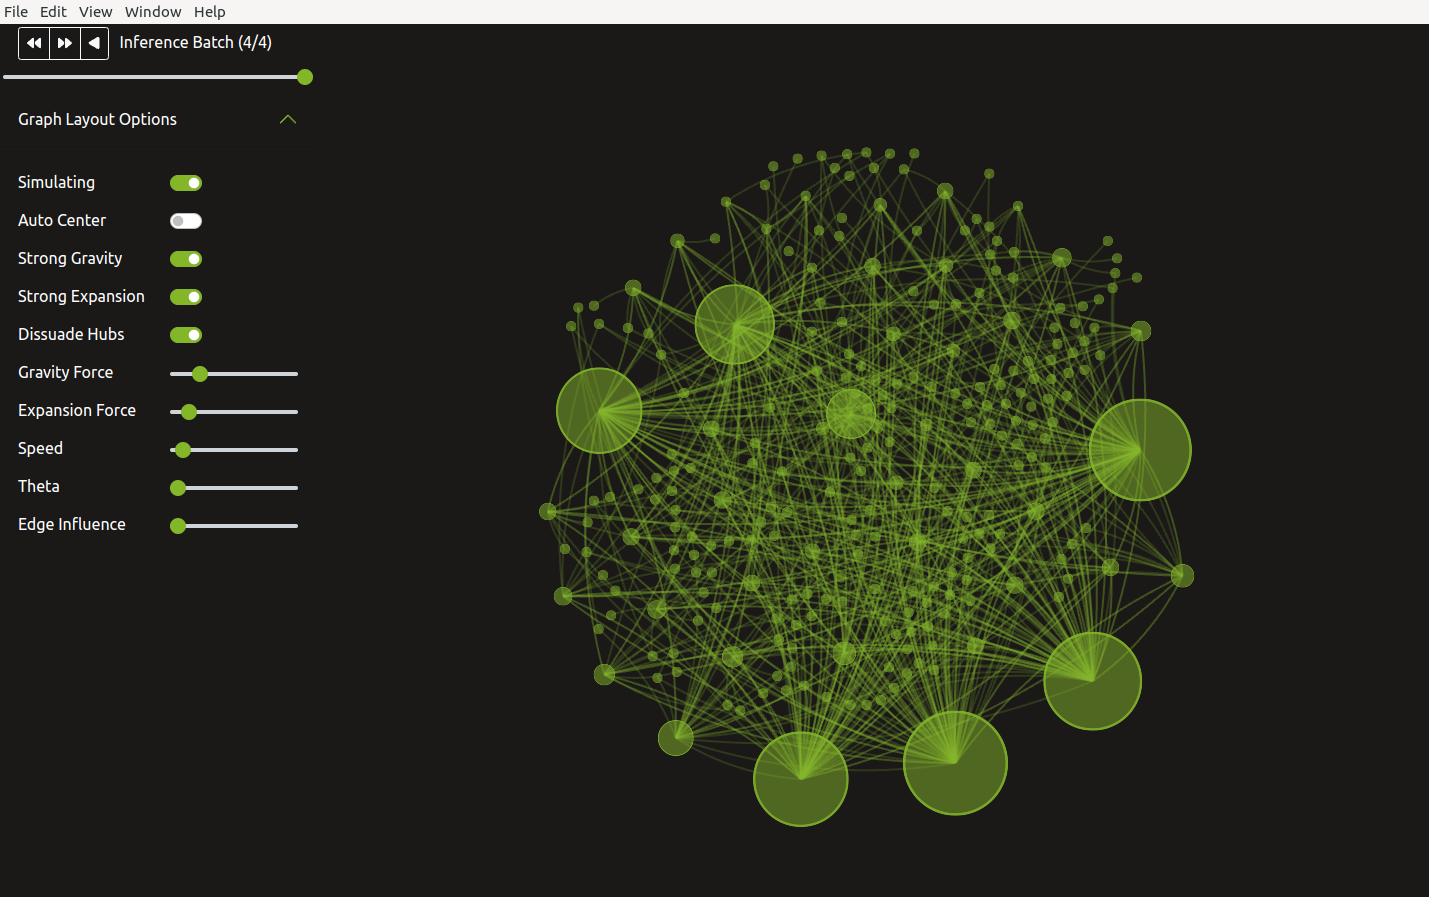 File Edit View Window Help
Inference Batch (4/4)
Graph Layout Options
Simulating
Auto Center
Strong Gravity
Strong Expansion
Dissuade Hubs
Gravity Force
Expansion Force
Speed
Theta
Edge Influence